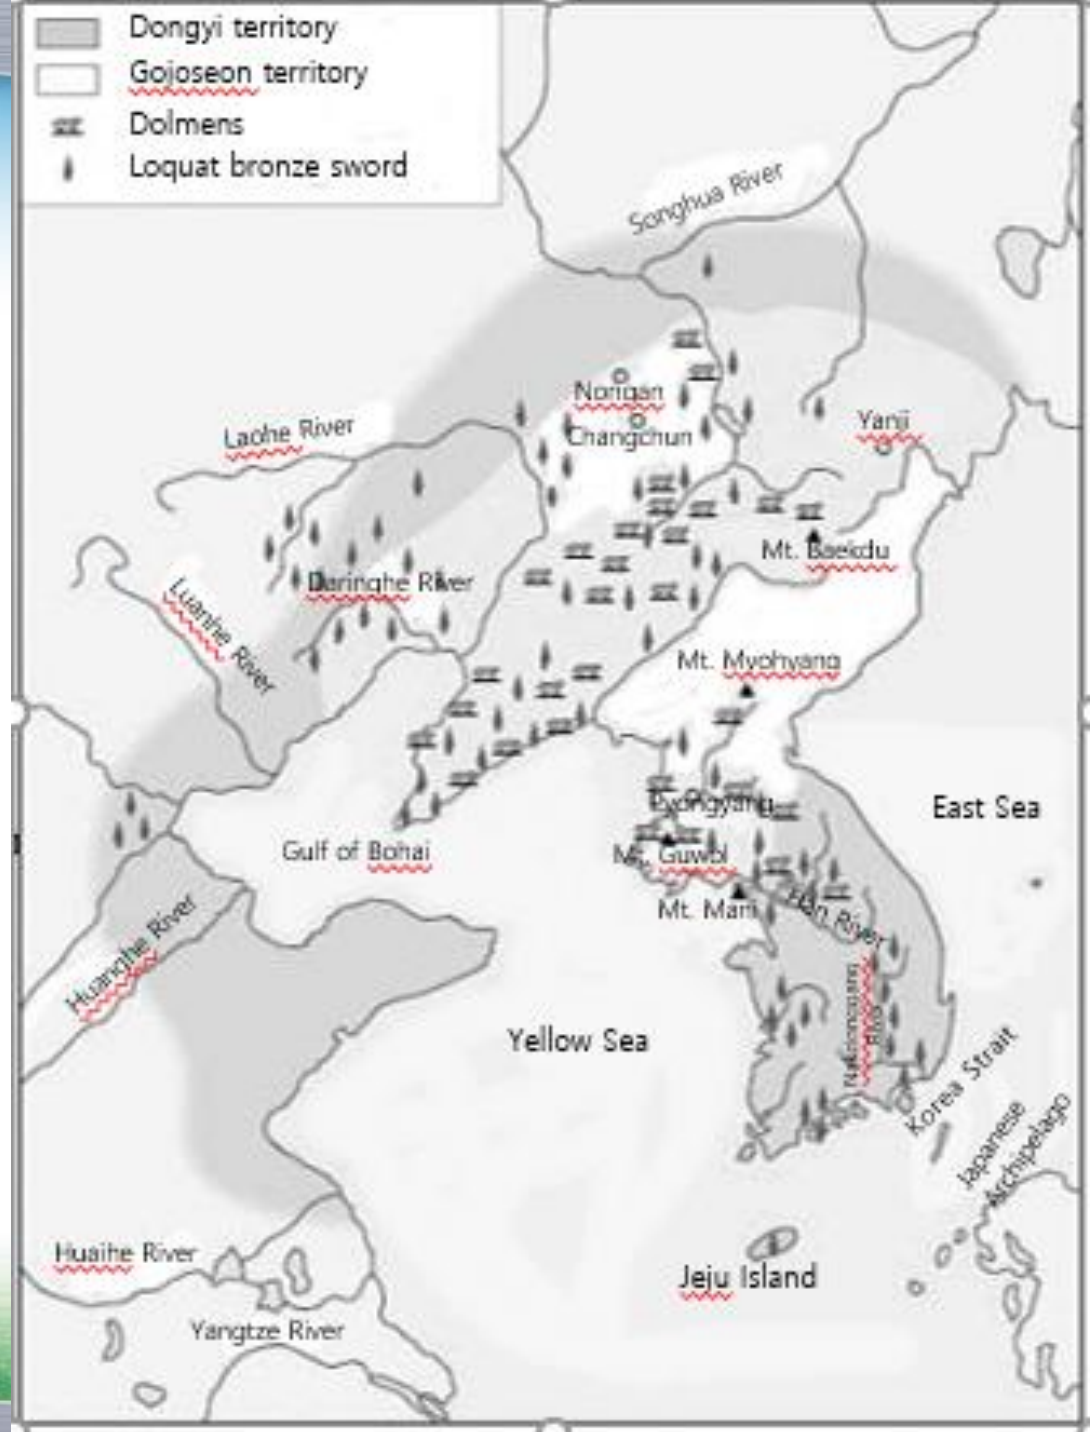 Dongyi territory
Gojoseon territory
Dolmens
Loquat bronze sword
Songhua River
Nongan
Changchun
Yanji
Laohe River
Mt. Baekdu
Daringhe River
Luanhe River
Mt. Myohyang
Pyongyang
East Sea
Gulf of Bohai
Mt. Guwol
Mt. Mani
Han River
Huanghe River
Yellow Sea
Korea Strait
Japanese
Archipelago
Huaihe River
Jeju Island
Yangtze River